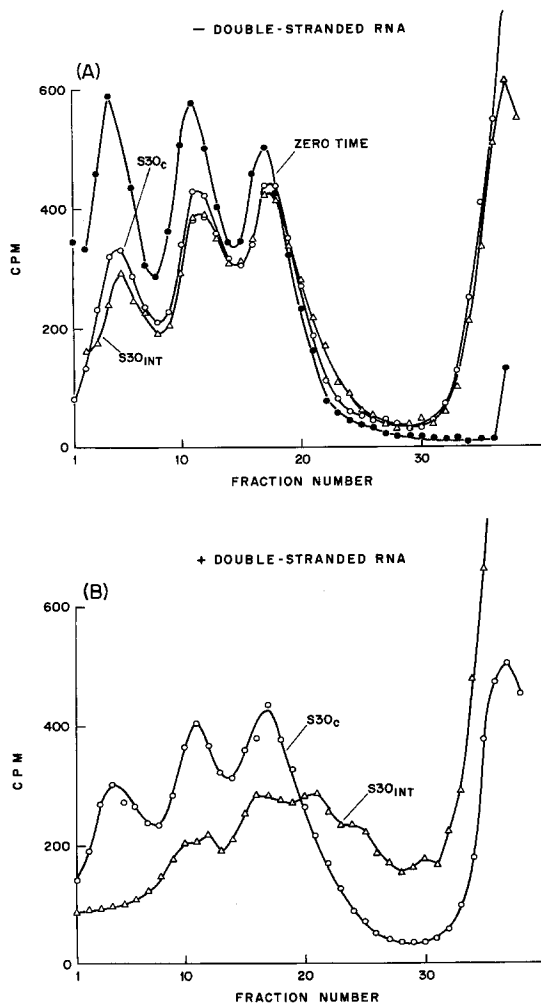 — DOUBLE-STRANDED RNA
(A)
600
400
200
0
CPM
S30C
S30INT
ZERO TIME
1
10
20
30
FRACTION NUMBER
+ DOUBLE-STRANDED RNA
(B)
600
400
200
0
CPM
S30C
S30INT
1
10
20
30
FRACTION NUMBER